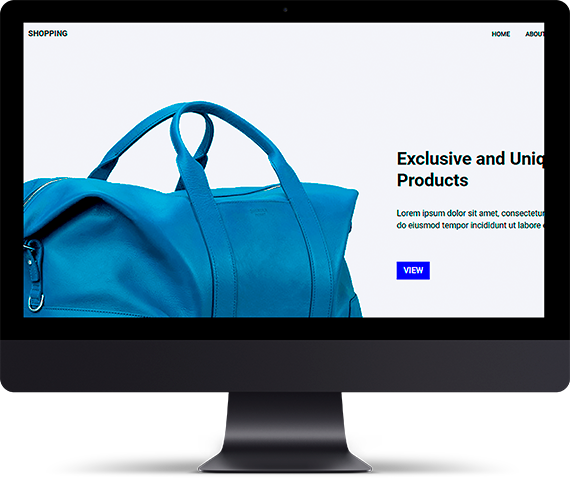 SHOPPING
HOME
ABOUT
Exclusive and Uniq
Products
Lorem ipsum dolor sit amet, consectetur
do eiusmod tempor incididunt ut labore e
VIEW